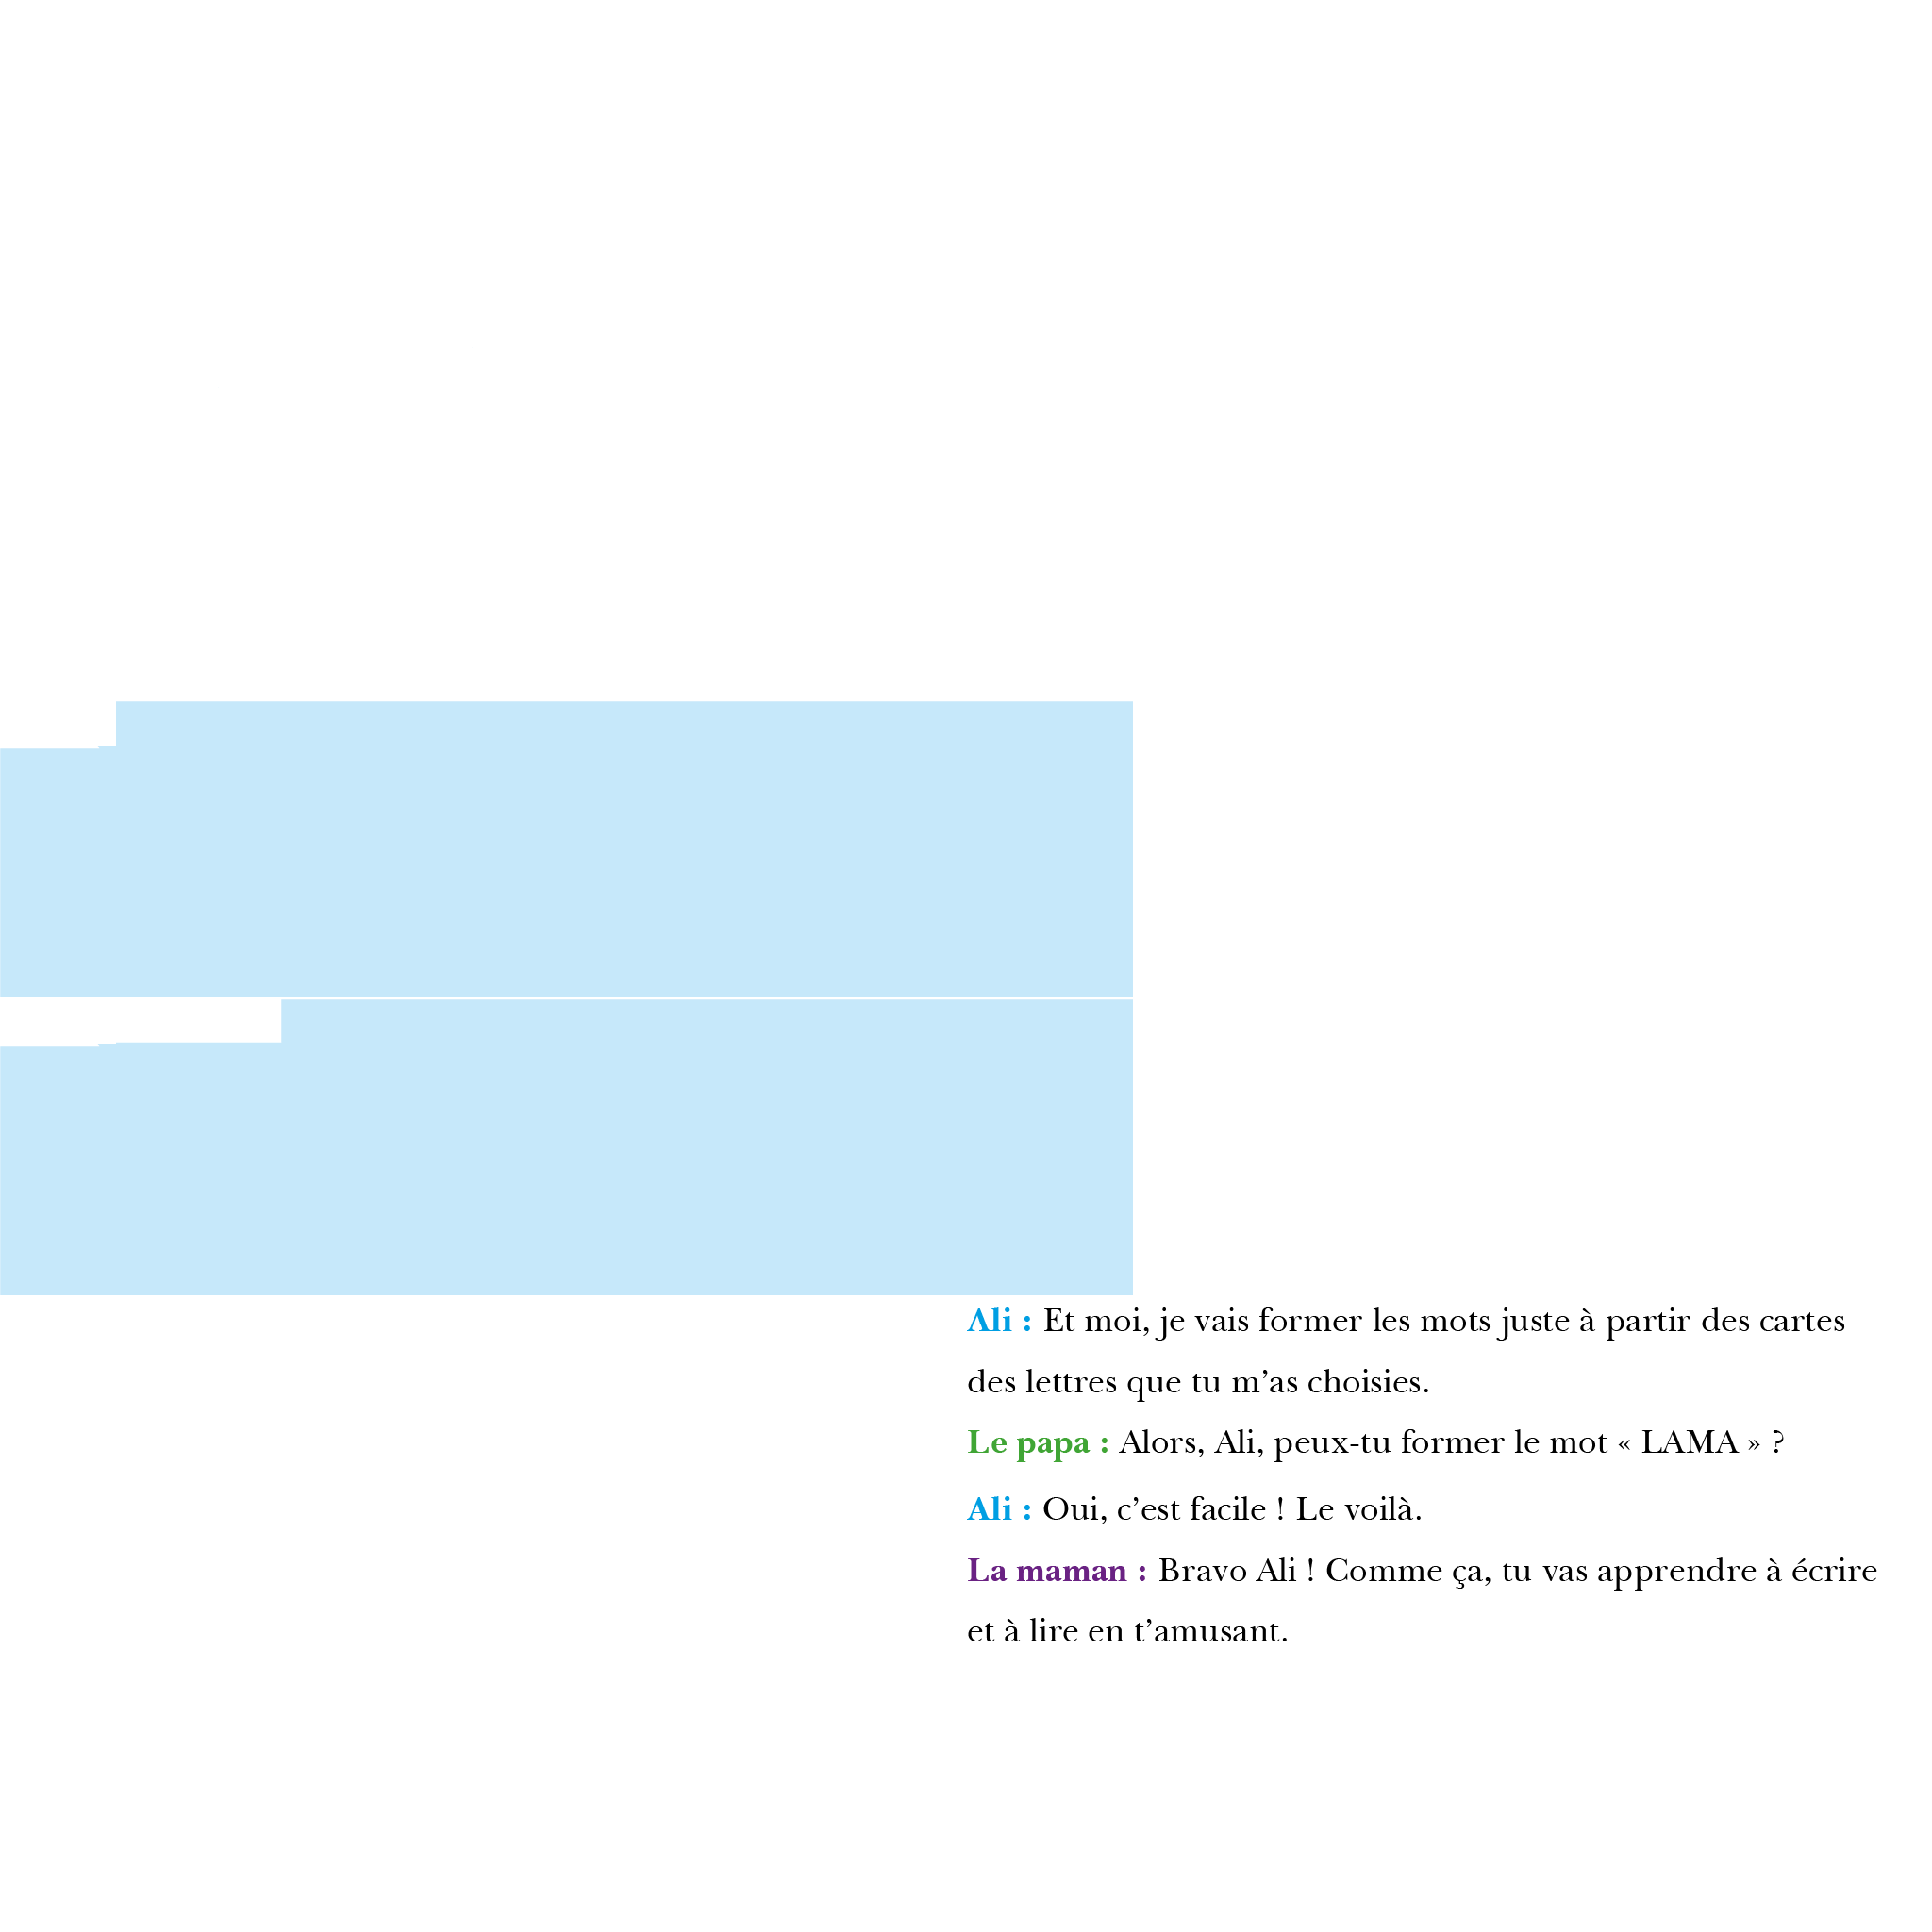 Ali : Et moi, je vais former les mots juste à partir des cartes
des lettres que tu m’as choisies.
Le papa : Alors, Ali, peux-tu former le mot « LAMA » ?
Ali : Oui, c’est facile ! Le voilà.
La maman : Bravo Ali ! Comme ça, tu vas apprendre à écrire
et à lire en t’amusant.